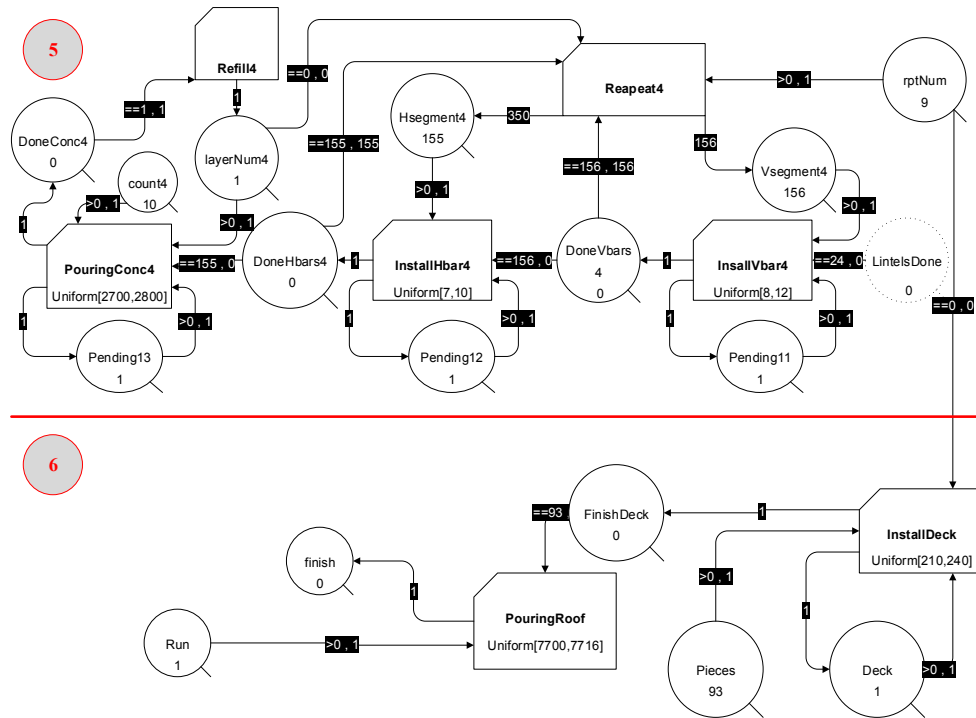 5
Refill4
==0 , 0
Reapeat4
>0 , 1
rptNum
9
==1 , 1
1
350
Hsegment4
155
DoneConc4
0
==155 , 155
156
layerNum4
1
==156 , 156
Vsegment4
156
count4
10
>0 , 1
>0 , 1
>0 , 1
>0 , 1
1
PouringConc4
Uniform[2700,2800]
==155, 0
DoneHbars4
0
1
InstallHbar4
Uniform[7,10]
==156, 0
DoneVbars
4
0
1
InsallVbar4
Uniform[8,12]
==24 , 0
LintelsDone
0
==0 , 0
1
>0 , 1
1
>0 , 1
1
>0 , 1
Pending13
1
Pending12
1
Pending11
1
6
==93 ,
FinishDeck
0
1
InstallDeck
Uniform[210,240]
finish
0
1
>0 , 1
PouringRoof
Uniform[7700,7716]
1
Run
1
>0 , 1
Pieces
93
Deck
1
>0 , 1